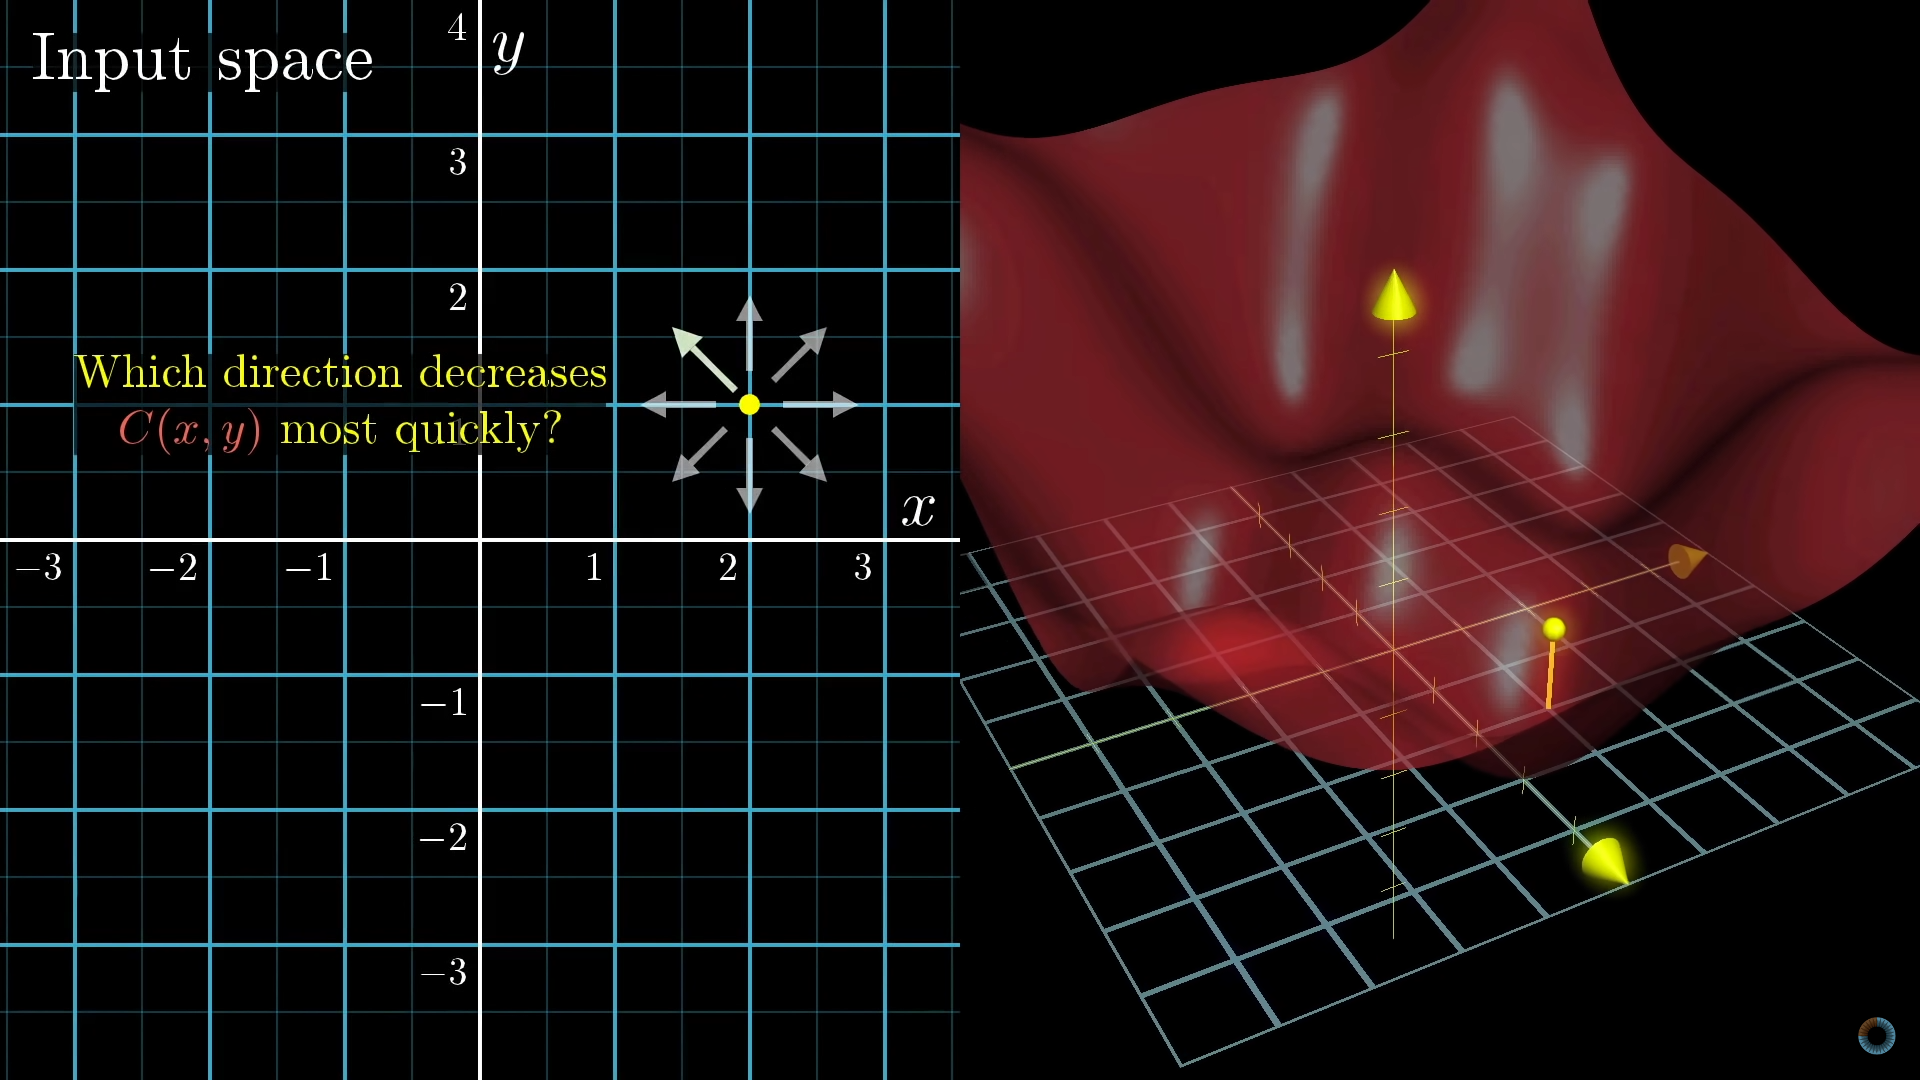 Input space
y
4
3
2
Which direction decreases
C(x, y) most quickly?
1
x
−3 −2 −1 1 2 3
−1
−2
−3